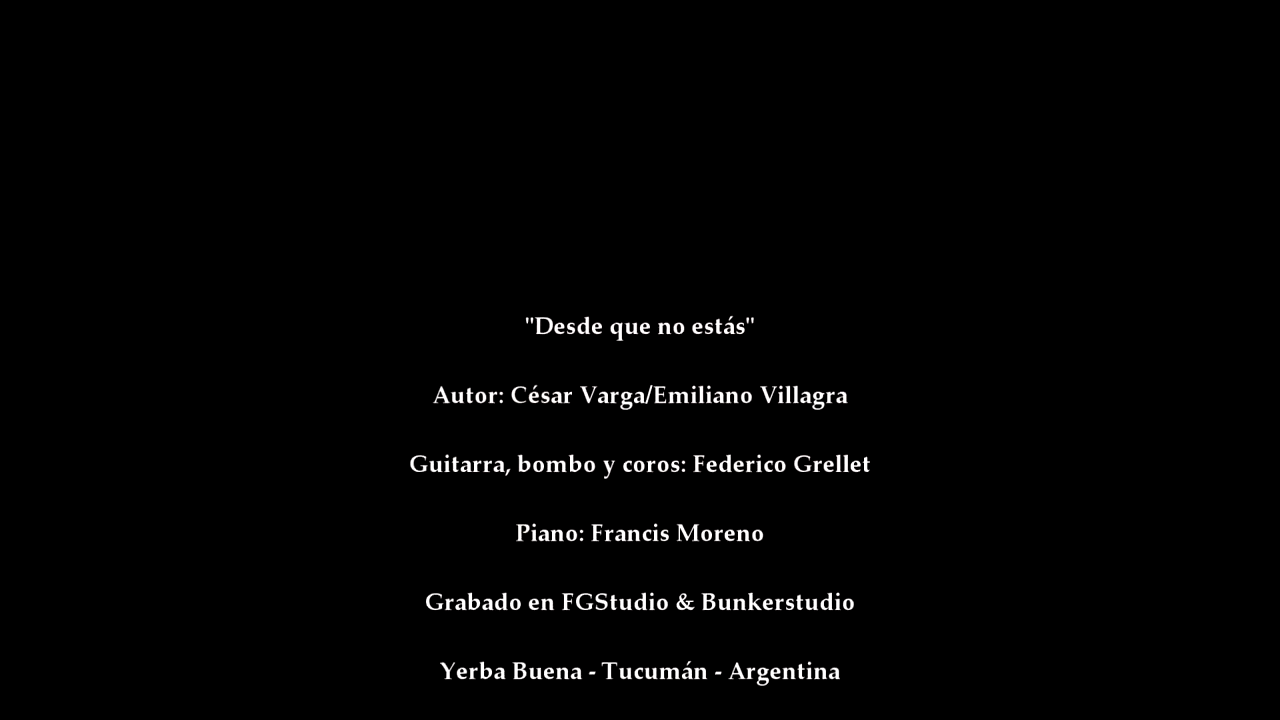 "Desde que no estás"
Autor: César Varga/Emiliano Villagra
Guitarra, bombo y coros: Federico Grellet
Piano: Francis Moreno
Grabado en FGStudio & Bunkerstudio
Yerba Buena - Tucumán - Argentina